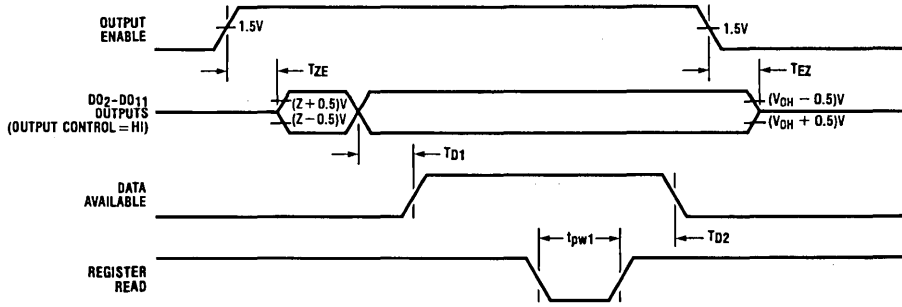 OUTPUT
ENABLE
1.5V
1.5V
TZE
TEZ
DO2-DO11
OUTPUTS
(OUTPUT CONTROL = HI)
(Z + 0.5)V
(Z − 0.5)V
(VOH − 0.5)V
(VOH + 0.5)V
TD1
DATA
AVAILABLE
tpw1
TD2
REGISTER
READ